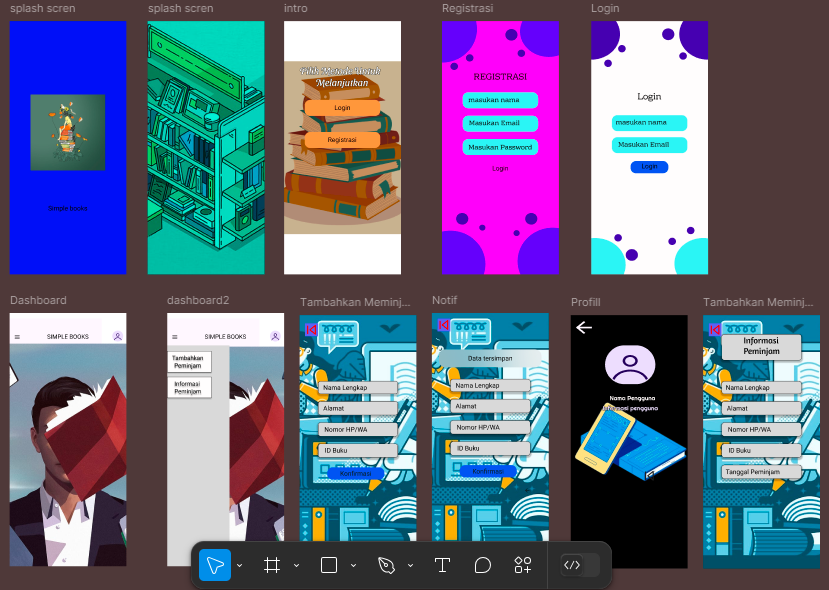 splash scren
splash scren
intro
Registrasi
Login
Simple books
Pilih Metode Untuk
Melanjutkan
Login
Registrasi
REGISTRASI
masukan nama
Masukan Email
Masukan Password
Login
Login
masukan nama
Masukan Email
Login
Dashboard
dashboard2
Tambahkan Meminj...
Notif
Profill
Tambahkan Meminj...
SIMPLE BOOKS
SIMPLE BOOKS
Tambahkan
Peminjam
Informasi
Peminjam
Nama Lengkap
Alamat
Nomor HP/WA
ID Buku
Konfirmasi
Data tersimpan
Nama Lengkap
Alamat
Nomor HP/WA
ID Buku
Konfirmasi
Nama Pengguna
Informasi pengguna
Informasi
Peminjam
Nama Lengkap
Alamat
Nomor HP/WA
ID Buku
Tanggal Peminjam